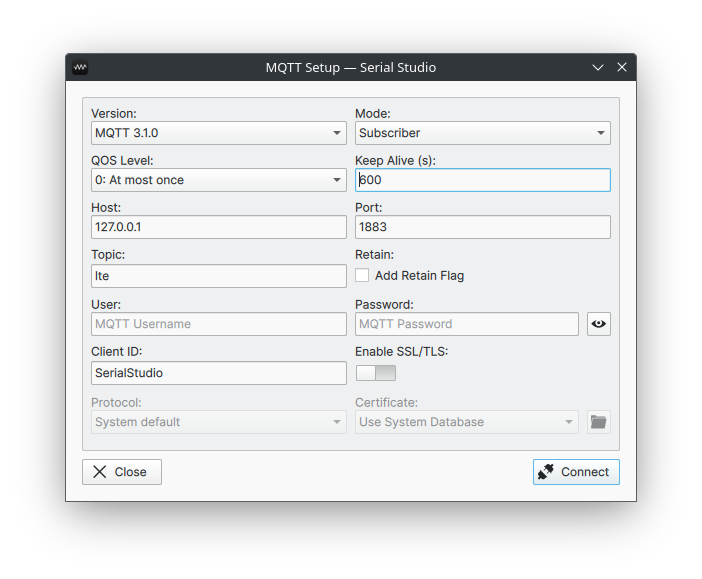 MQTT Setup — Serial Studio
Version: Mode:
MQTT 3.1.0 Subscriber
QOS Level: Keep Alive (s):
0: At most once 600
Host: Port:
127.0.0.1 1883
Topic: Retain:
lte Add Retain Flag
User: Password:
MQTT Username MQTT Password
Client ID: Enable SSL/TLS:
SerialStudio
Protocol: Certificate:
System default Use System Database
Close Connect